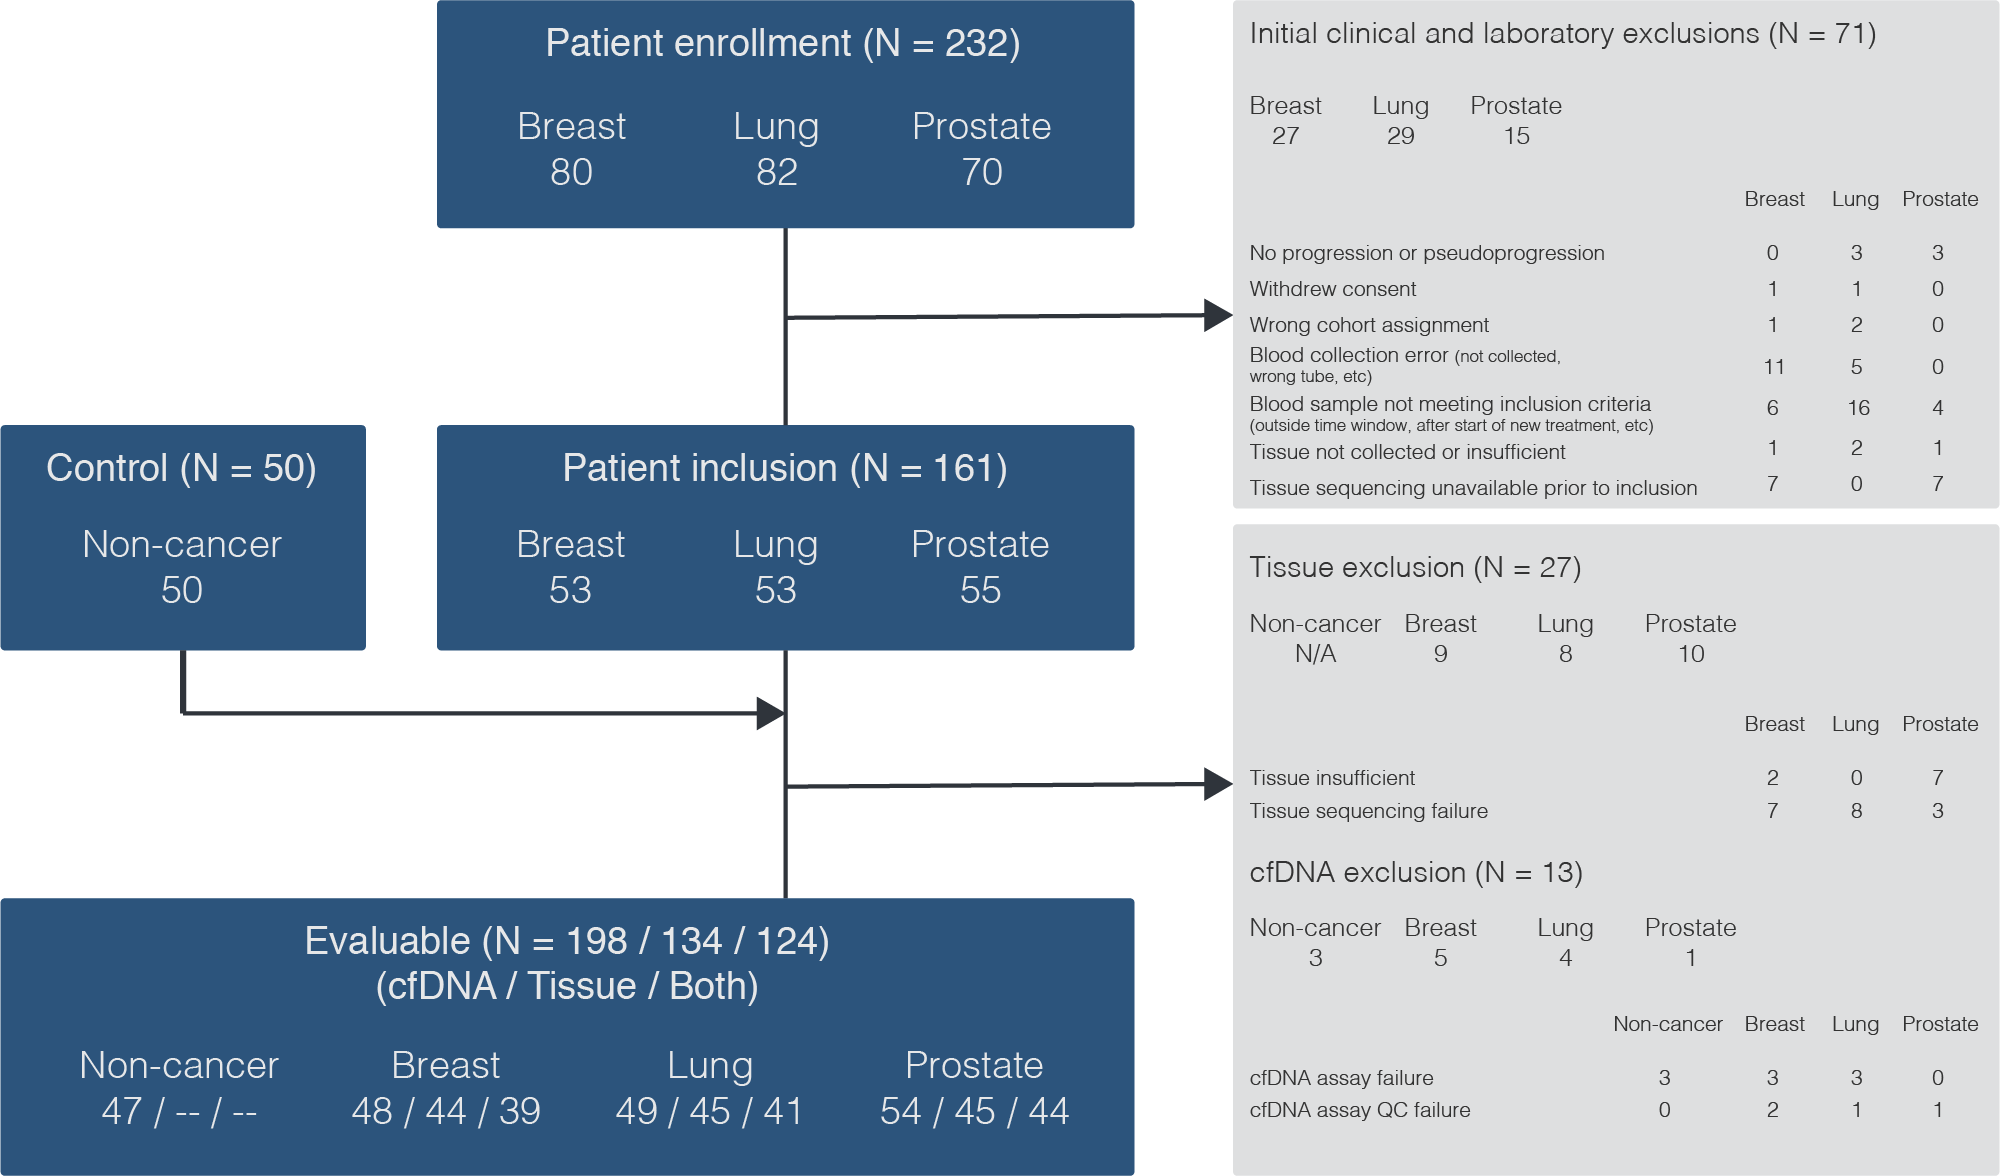 Patient enrollment (N = 232)
Breast Lung Prostate
80 82 70
Initial clinical and laboratory exclusions (N = 71)
Breast Lung Prostate
27 29 15
Breast Lung Prostate
No progression or pseudoprogression 0 3 3
Withdrew consent 1 1 0
Wrong cohort assignment 1 2 0
Blood collection error (not collected,
wrong tube, etc) 11 5 0
Blood sample not meeting inclusion criteria 6 16 4
(outside time window, after start of new treatment, etc)
Tissue not collected or insufficient 1 2 1
Tissue sequencing unavailable prior to inclusion 7 0 7
Control (N = 50)
Non-cancer
50
Patient inclusion (N = 161)
Breast Lung Prostate
53 53 55
Tissue exclusion (N = 27)
Non-cancer Breast Lung Prostate
N/A 9 8 10
Breast Lung Prostate
Tissue insufficient 2 0 7
Tissue sequencing failure 7 8 3
cfDNA exclusion (N = 13)
Non-cancer Breast Lung Prostate
3 5 4 1
Non-cancer Breast Lung Prostate
cfDNA assay failure 3 3 3 0
cfDNA assay QC failure 0 2 1 1
Evaluable (N = 198 / 134 / 124)
(cfDNA / Tissue / Both)
Non-cancer Breast Lung Prostate
47 / -- / -- 48 / 44 / 39 49 / 45 / 41 54 / 45 / 44